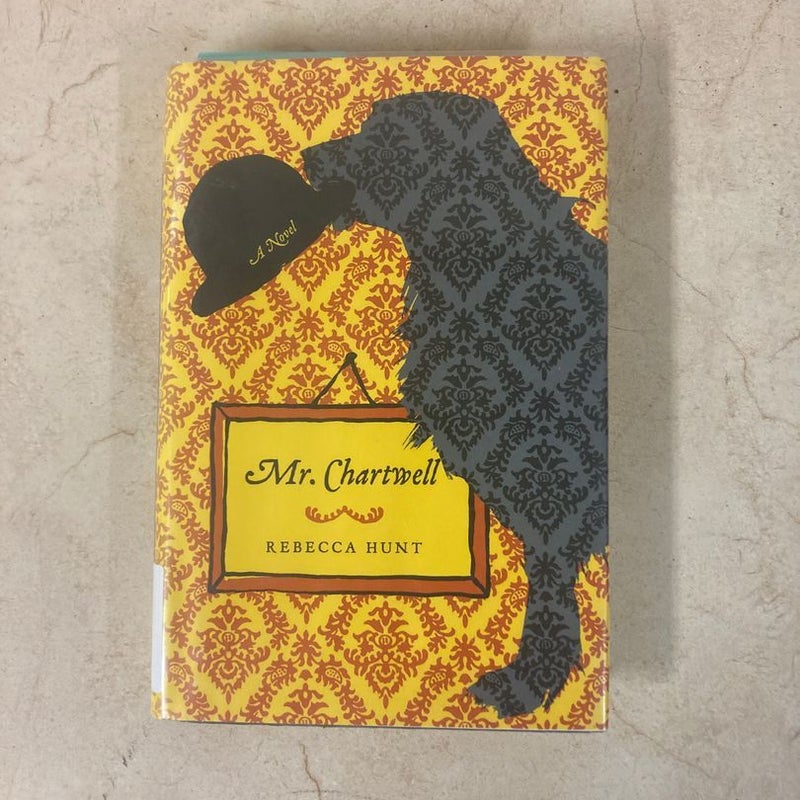 A Novel
Mr. Chartwell
REBECCA HUNT